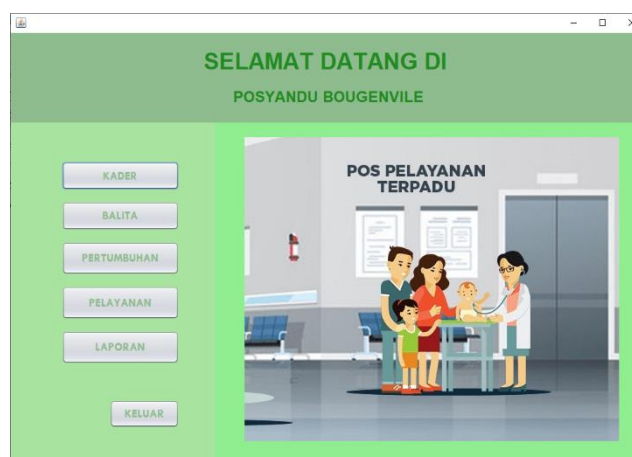 SELAMAT DATANG DI
POSYANDU BOUGENVILE
KADER
BALITA
PERTUMBUHAN
PELAYANAN
LAPORAN
KELUAR
POS PELAYANAN
TERPADU